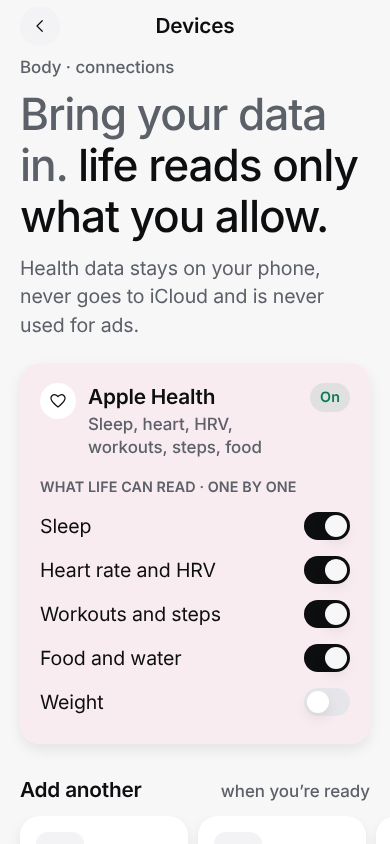 Devices
Body · connections
Bring your data
in. life reads only
what you allow.
Health data stays on your phone,
never goes to iCloud and is never
used for ads.
Apple Health
On
Sleep, heart, HRV,
workouts, steps, food
WHAT LIFE CAN READ · ONE BY ONE
Sleep
Heart rate and HRV
Workouts and steps
Food and water
Weight
Add another
when you’re ready